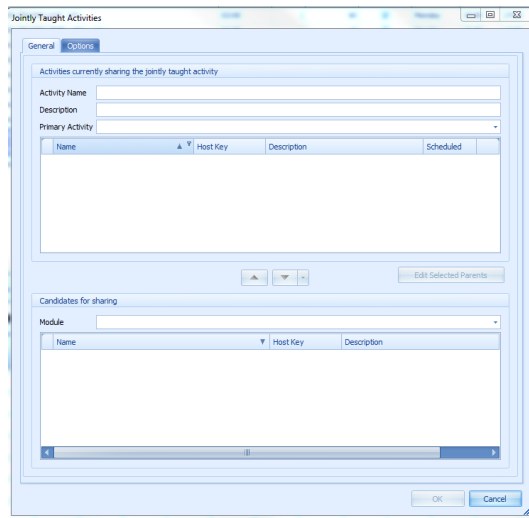 Jointly Taught Activities
General Options
Activities currently sharing the jointly taught activity
Activity Name
Description
Primary Activity
Name Host Key Description Scheduled
Edit Selected Parents
Candidates for sharing
Module
Name Host Key Description
OK Cancel